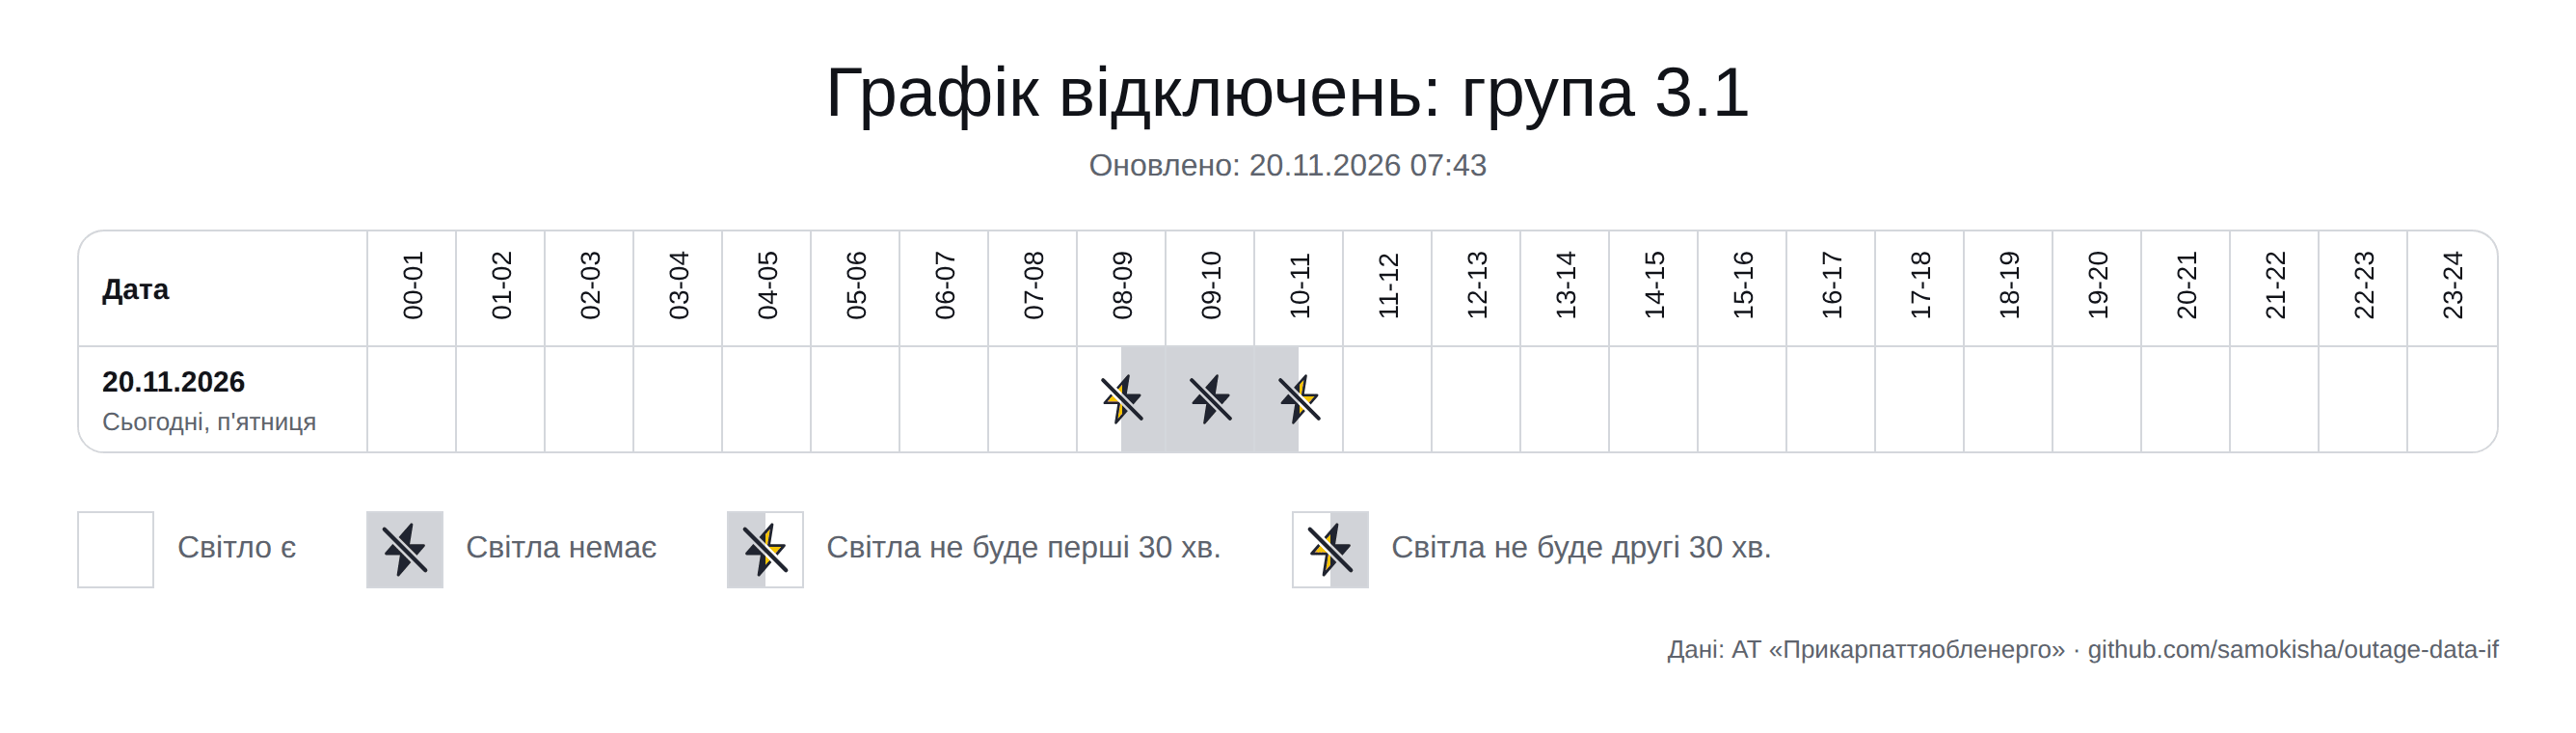 Графік відключень: група 3.1
Оновлено: 20.11.2026 07:43
Дата 00-01 01-02 02-03 03-04 04-05 05-06 06-07 07-08 08-09 09-10 10-11 11-12 12-13 13-14 14-15 15-16 16-17 17-18 18-19 19-20 20-21 21-22 22-23 23-24
20.11.2026
Сьогодні, п'ятниця
Світло є Світла немає Світла не буде перші 30 хв. Світла не буде другі 30 хв.
Дані: АТ «Прикарпаттяобленерго» · github.com/samokisha/outage-data-if